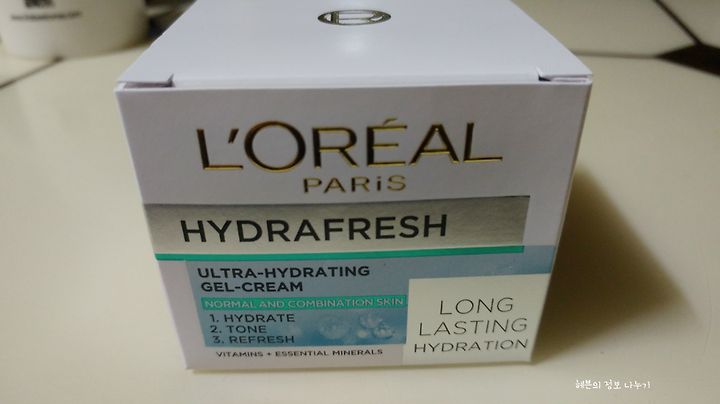 L'ORÉAL
PARiS
HYDRAFRESH
ULTRA-HYDRATING
GEL-CREAM
NORMAL AND COMBINATION SKIN
1. HYDRATE
2. TONE
3. REFRESH
VITAMINS + ESSENTIAL MINERALS
LONG
LASTING
HYDRATION
헤븐의 정보 나누기